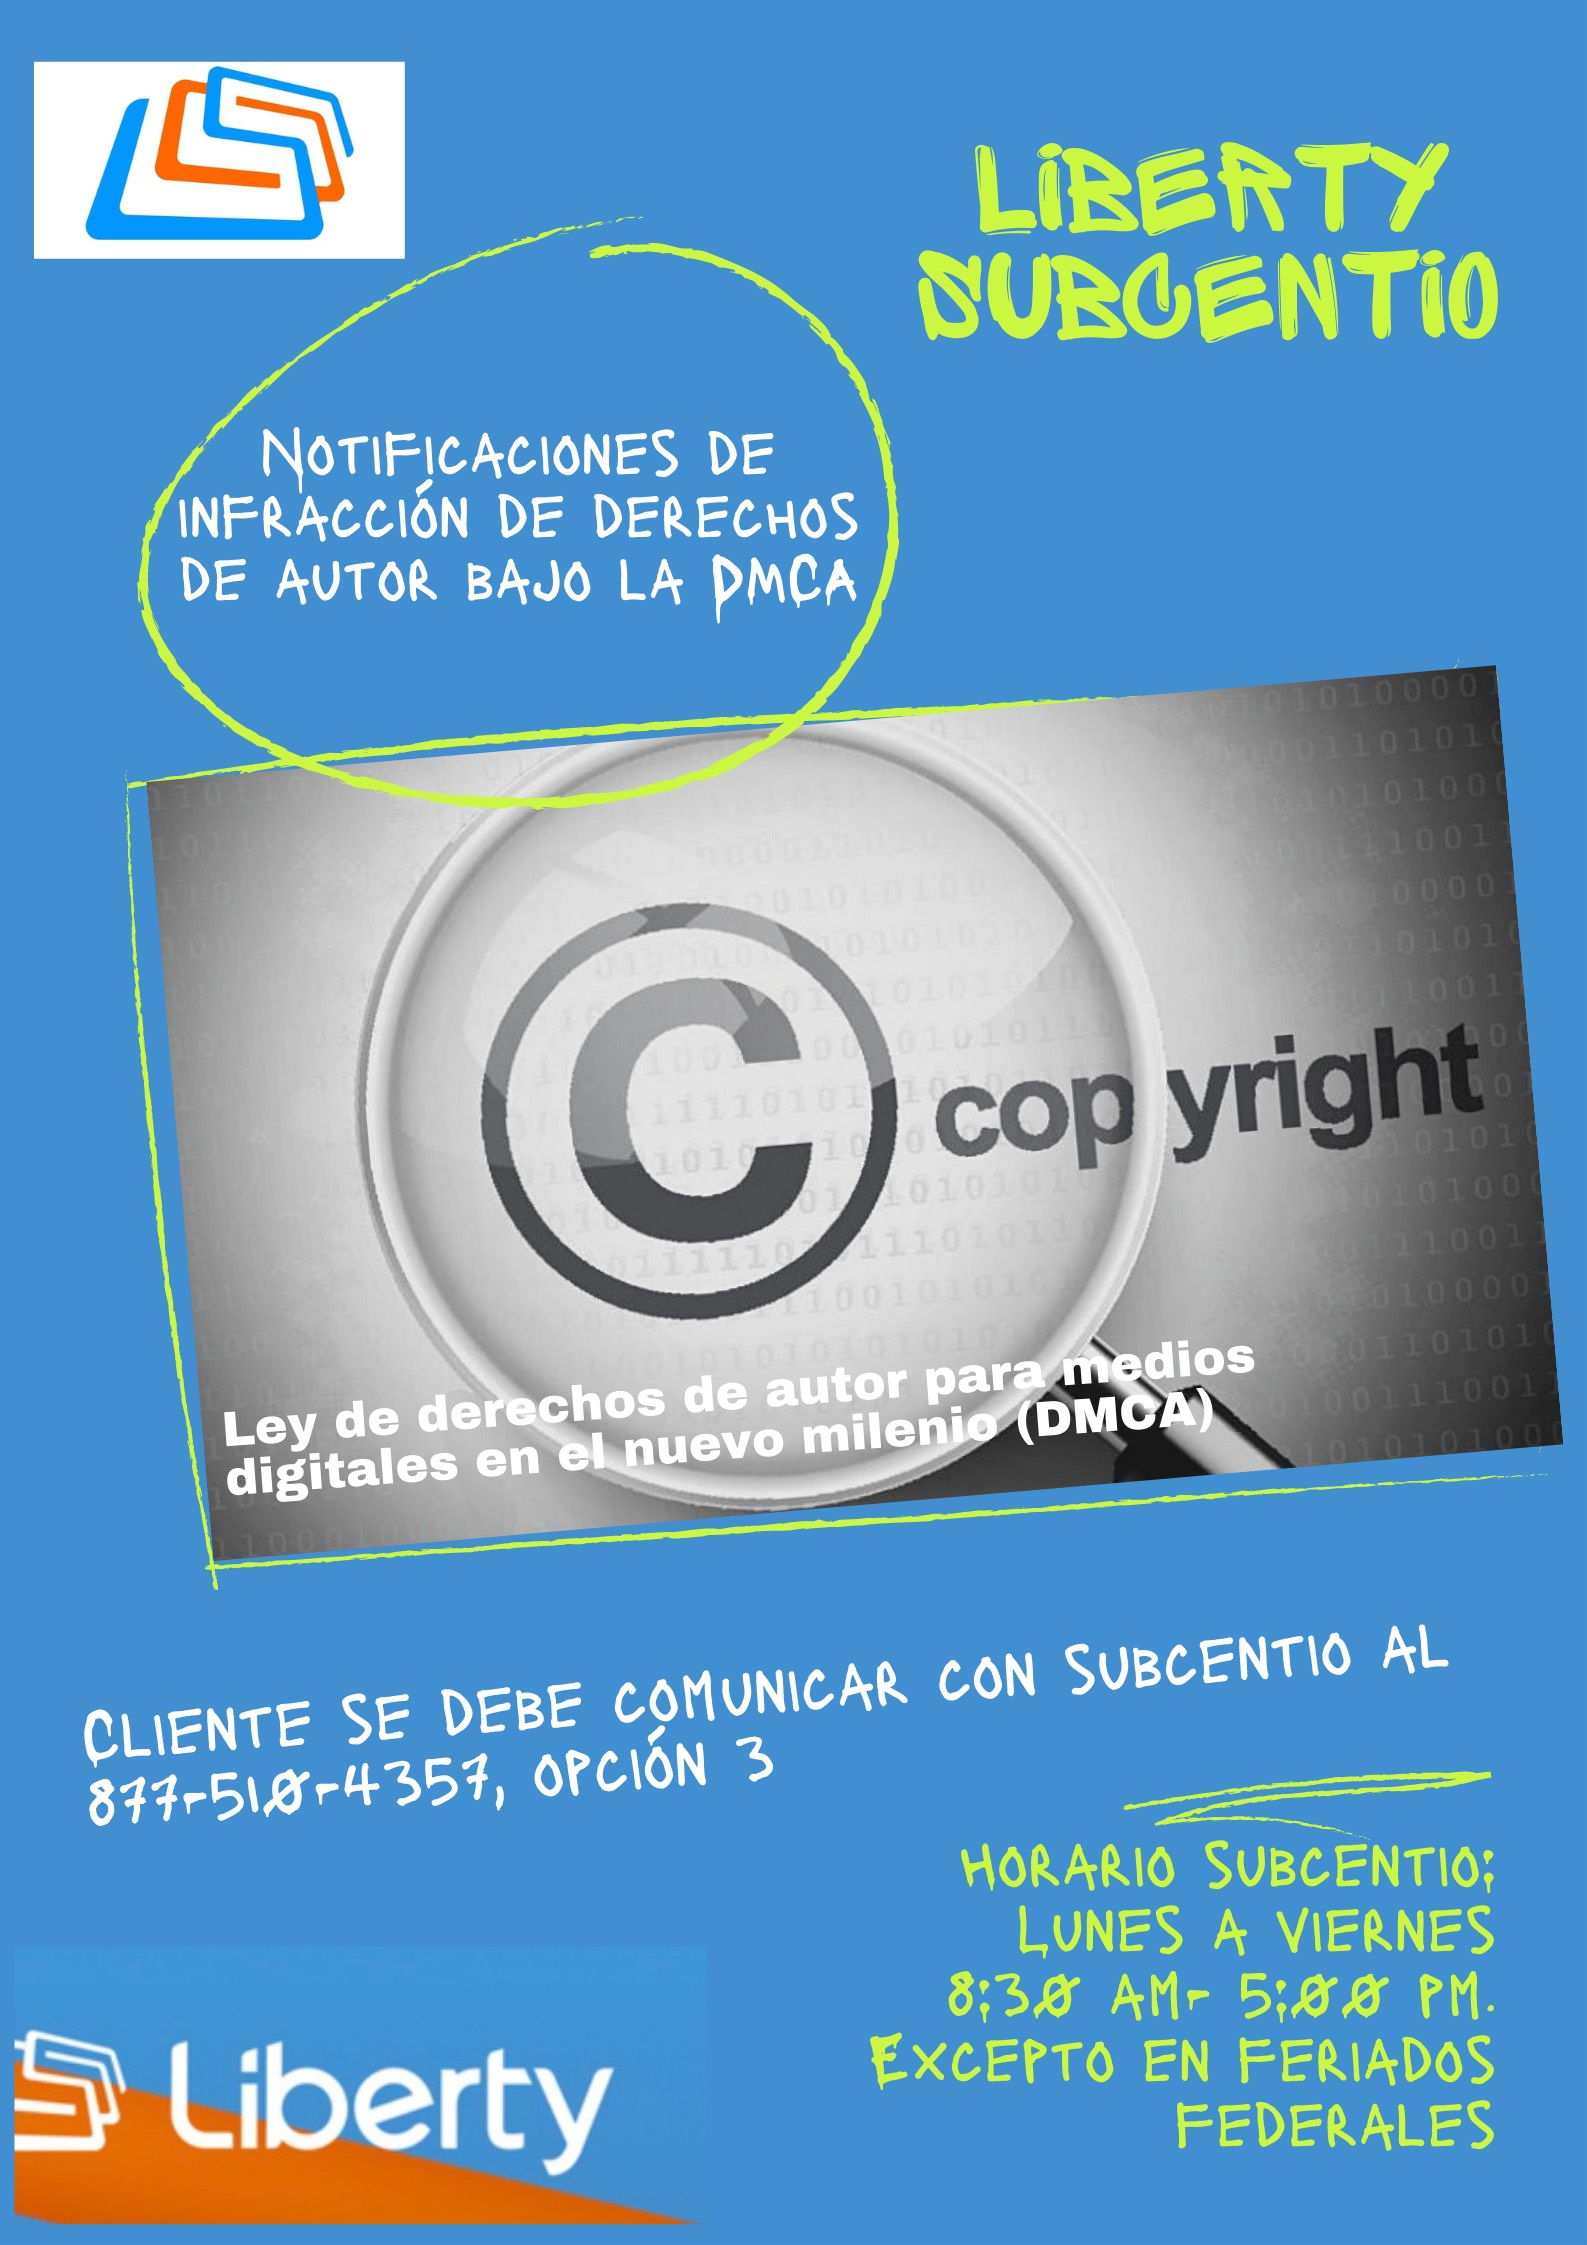 LIBERTY
SUBCENTIO
Notificaciones de
infracción de derechos
de autor bajo la DMCA
copyright
Ley de derechos de autor para medios
digitales en el nuevo milenio (DMCA)
Cliente se debe comunicar con Subcentio al
877-510-4357, opción 3
Horario Subcentio:
Lunes a viernes
8:30 am- 5:00 pm.
Excepto en feriados
federales
Liberty